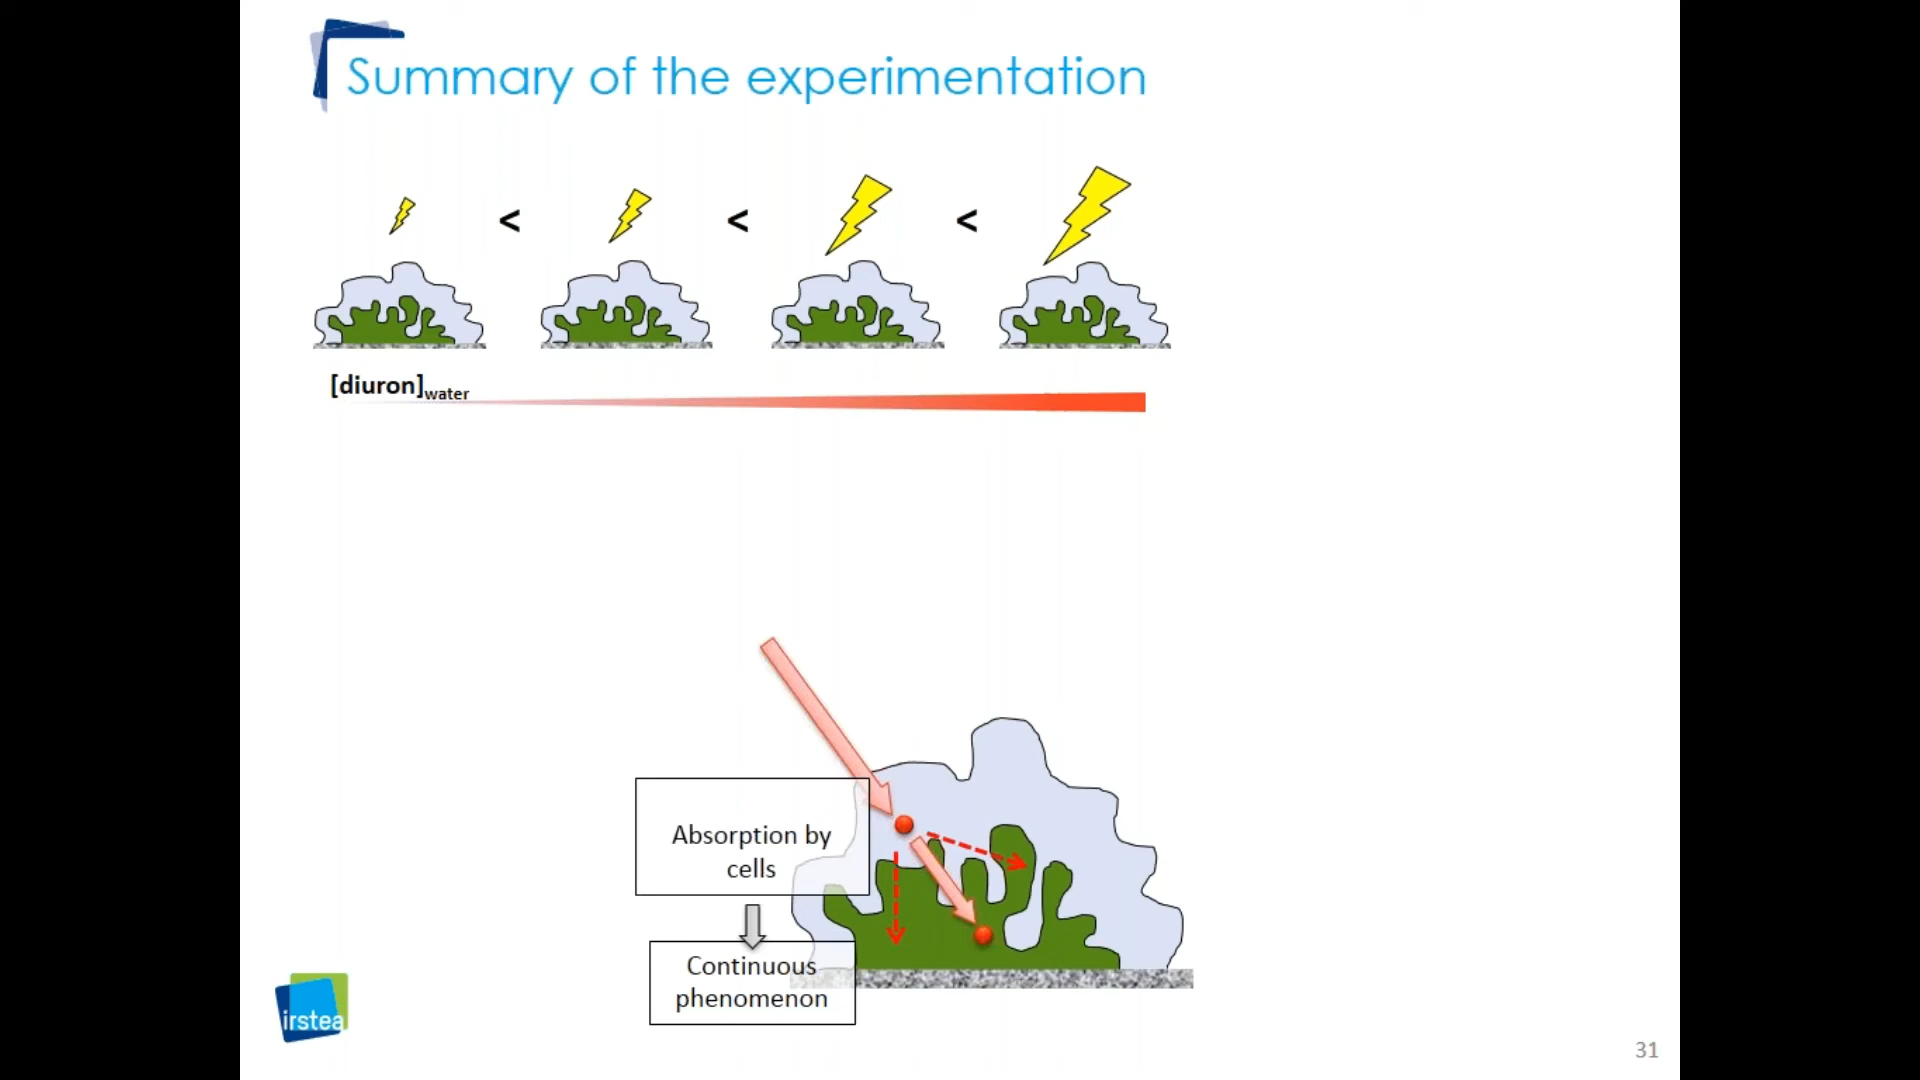 Summary of the experimentation
< < <
[diuron]water
Absorption by
cells
Continuous
phenomenon
irstea
31